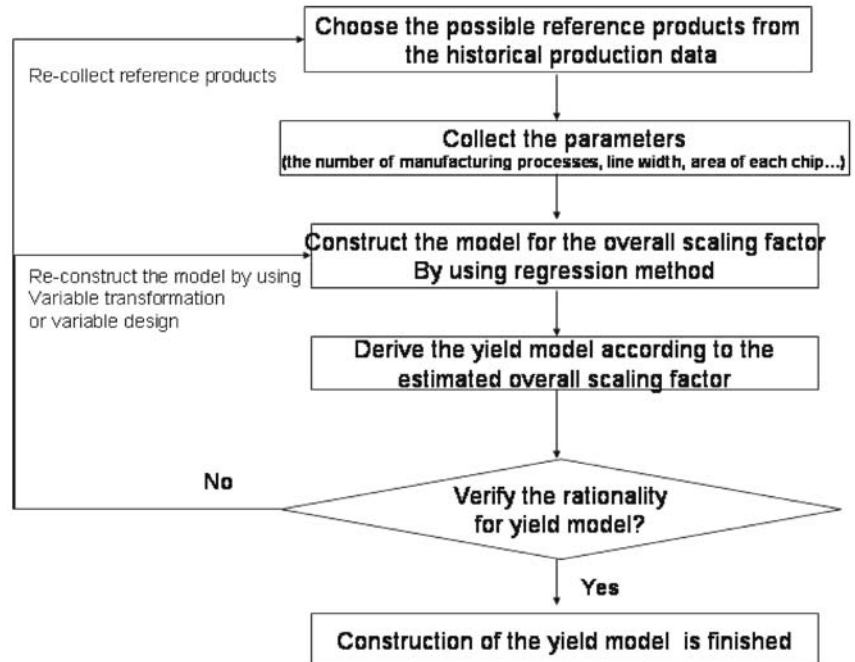 Choose the possible reference products from
the historical production data
Re-collect reference products
Collect the parameters
(the number of manufacturing processes, line width, area of each chip...)
Construct the model for the overall scaling factor
By using regression method
Re-construct the model by using
Variable transformation
or variable design
Derive the yield model according to the
estimated overall scaling factor
No
Verify the rationality
for yield model?
Yes
Construction of the yield model is finished